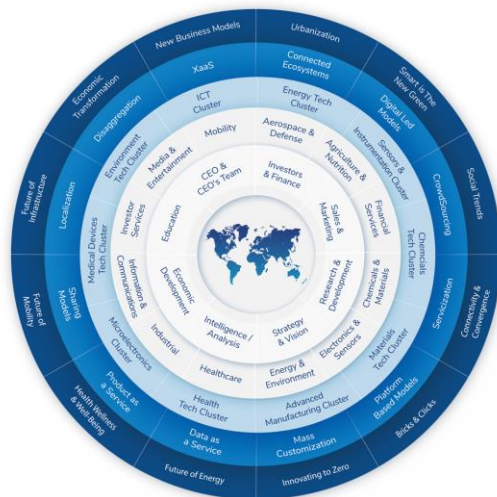 New Business Models
Urbanization
Smart is The
New Green
Social Trends
Connectivity &
Convergence
Bricks & Clicks
Innovating to Zero
Future of Energy
Health Wellness
& Well-Being
Future of
Mobility
Future of
Infrastructure
Economic
Transformation
XaaS
Connected
Ecosystems
Digital Led
Models
CrowdSourcing
Servicization
Platform
Based Models
Mass
Customization
Data as
a Service
Product as
a Service
Sharing
Models
Localization
Disaggregation
ICT
Cluster
Energy Tech
Cluster
Sensors &
Instrumentation Cluster
Chemcials
Tech Cluster
Materials
Tech Cluster
Advanced
Manufacturing Cluster
Health
Tech Cluster
Microelectronics
Cluster
Medical Devices
Tech Cluster
Environment
Tech Cluster
Mobility
Aerospace &
Defense
Agriculture &
Nutrition
Financial
Services
Chemicals &
Materials
Electronics &
Sensors
Energy &
Environment
Healthcare
Industrial
Information &
Communications
Investor
Services
Media &
Entertainment
CEO &
CEO's Team
Investors
& Finance
Sales &
Marketing
Research &
Development
Strategy
& Vision
Intelligence /
Analysis
Economic
Development
Education